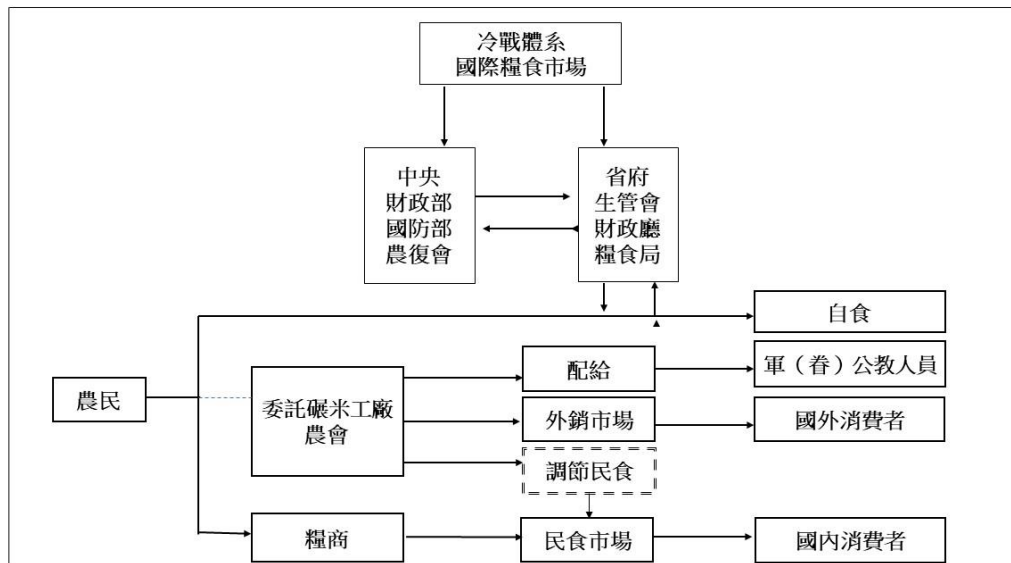 冷戰體系
國際糧食市場
中央
財政部
國防部
農復會
省府
生管會
財政廳
糧食局
自食
配給
軍（眷）公教人員
農民
委託碾米工廠
農會
外銷市場
國外消費者
調節民食
糧商
民食市場
國內消費者